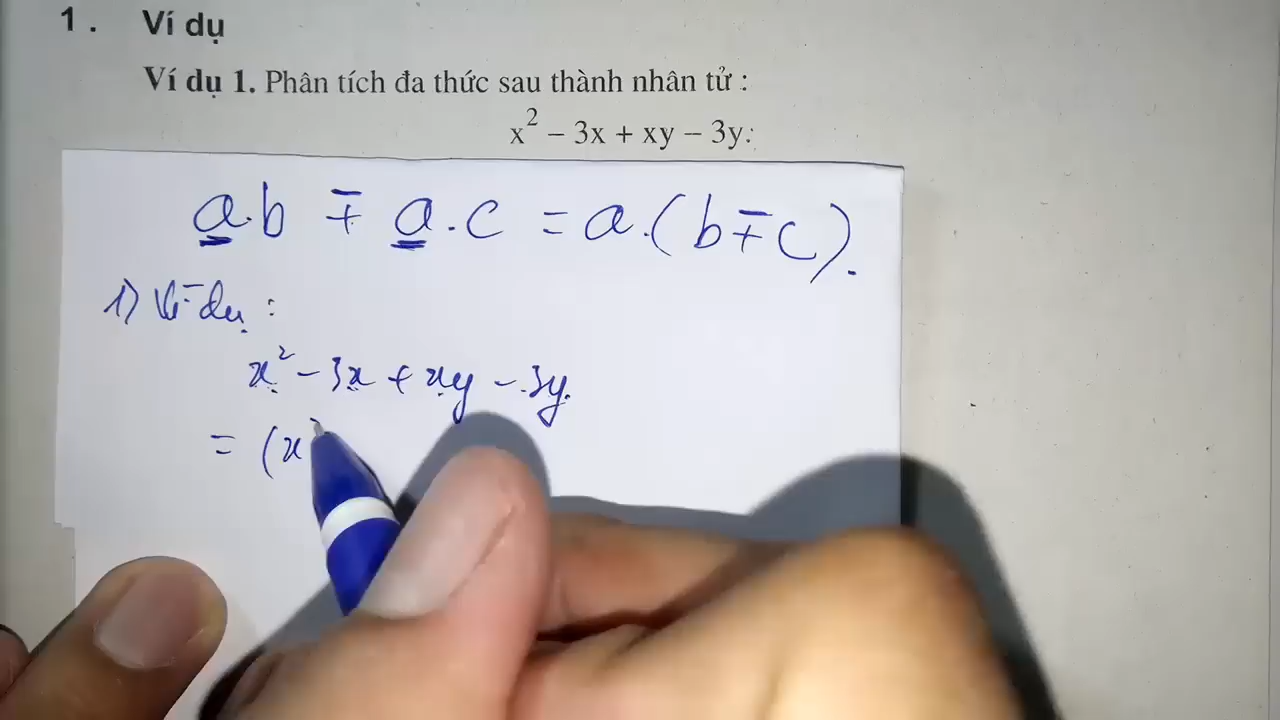 1 . Ví dụ
Ví dụ 1. Phân tích đa thức sau thành nhân tử :
x² – 3x + xy – 3y.
a.b ∓ a.c = a.(b∓c).
1) Ví dụ :
x² - 3x + xy - 3y.
= (x²